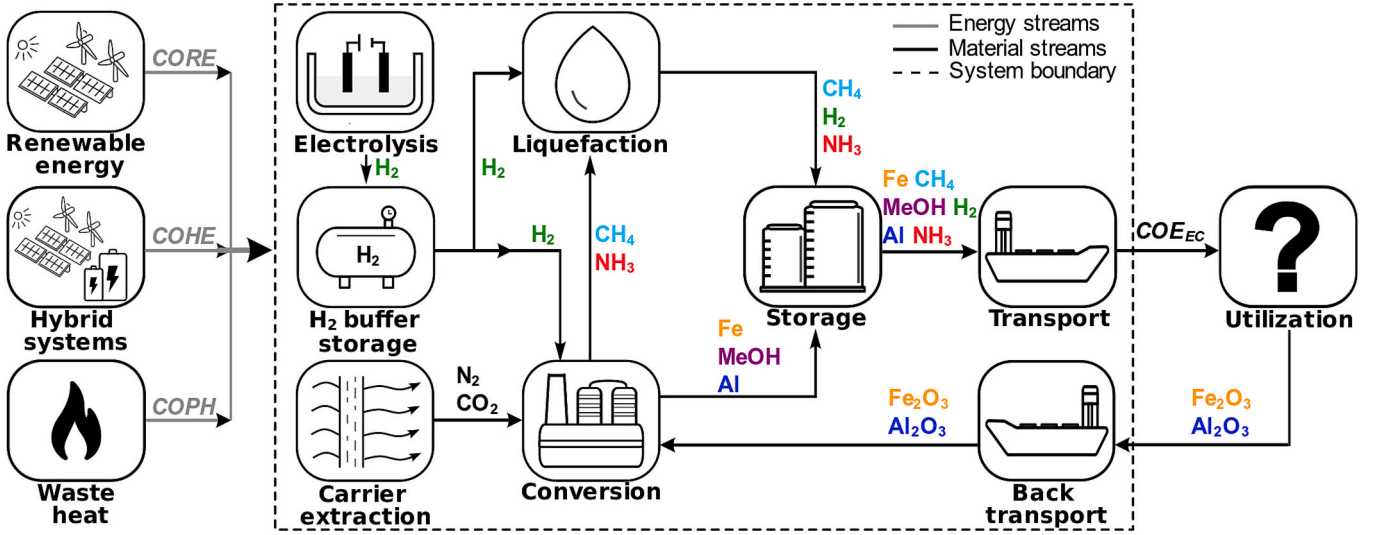 CORE
Renewable
energy
COHE
Hybrid
systems
COPH
Waste
heat
Electrolysis
H₂
H₂
H₂ buffer
storage
Carrier
extraction
N₂
CO₂
H₂
H₂
Liquefaction
CH₄
NH₃
Conversion
Fe
MeOH
Al
CH₄
H₂
NH₃
Storage
Fe CH₄
MeOH H₂
Al NH₃
Transport
Fe₂O₃
Al₂O₃
Back
transport
Energy streams
Material streams
System boundary
COE_EC
Utilization
Fe₂O₃
Al₂O₃